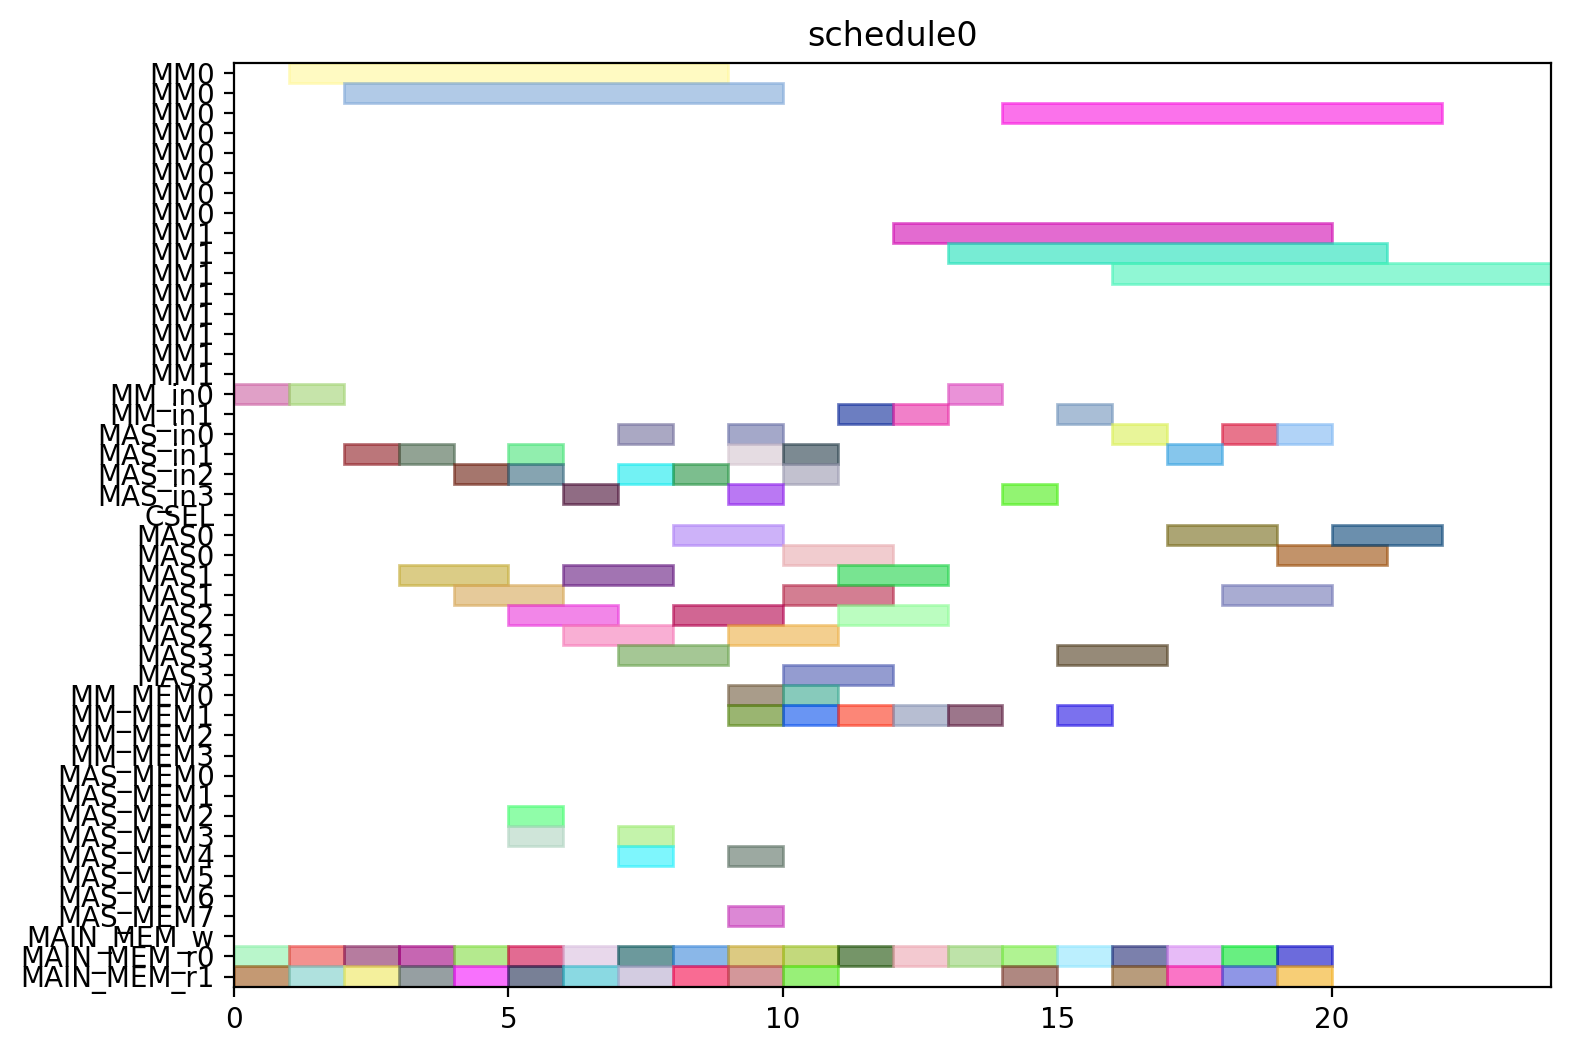 schedule0
MM0
MM0
MM0
MM0
MM0
MM0
MM0
MM0
MM1
MM1
MM1
MM1
MM1
MM1
MM1
MM1
MM_in0
MM_in1
MAS_in0
MAS_in1
MAS_in2
MAS_in3
CSEL
MAS0
MAS0
MAS1
MAS1
MAS2
MAS2
MAS3
MAS3
MM_MEM0
MM_MEM1
MM_MEM2
MM_MEM3
MAS_MEM0
MAS_MEM1
MAS_MEM2
MAS_MEM3
MAS_MEM4
MAS_MEM5
MAS_MEM6
MAS_MEM7
MAIN_MEM_w
MAIN_MEM_r0
MAIN_MEM_r1
0 5 10 15 20